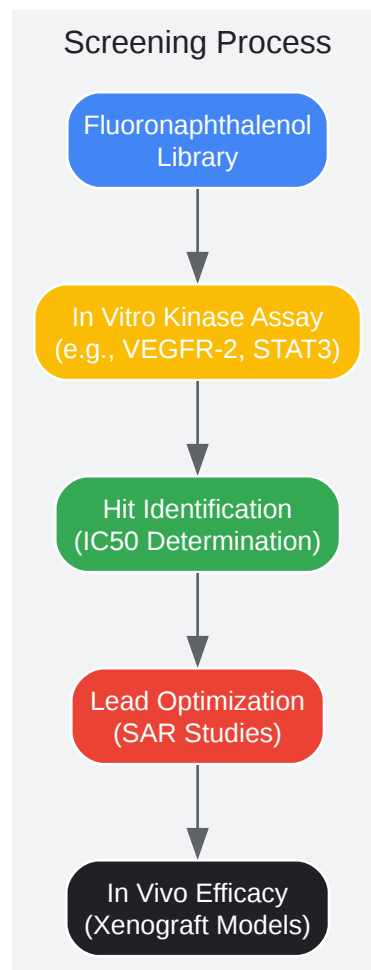 Screening Process
Fluoronaphthalenol
Library
In Vitro Kinase Assay
(e.g., VEGFR-2, STAT3)
Hit Identification
(IC50 Determination)
Lead Optimization
(SAR Studies)
In Vivo Efficacy
(Xenograft Models)